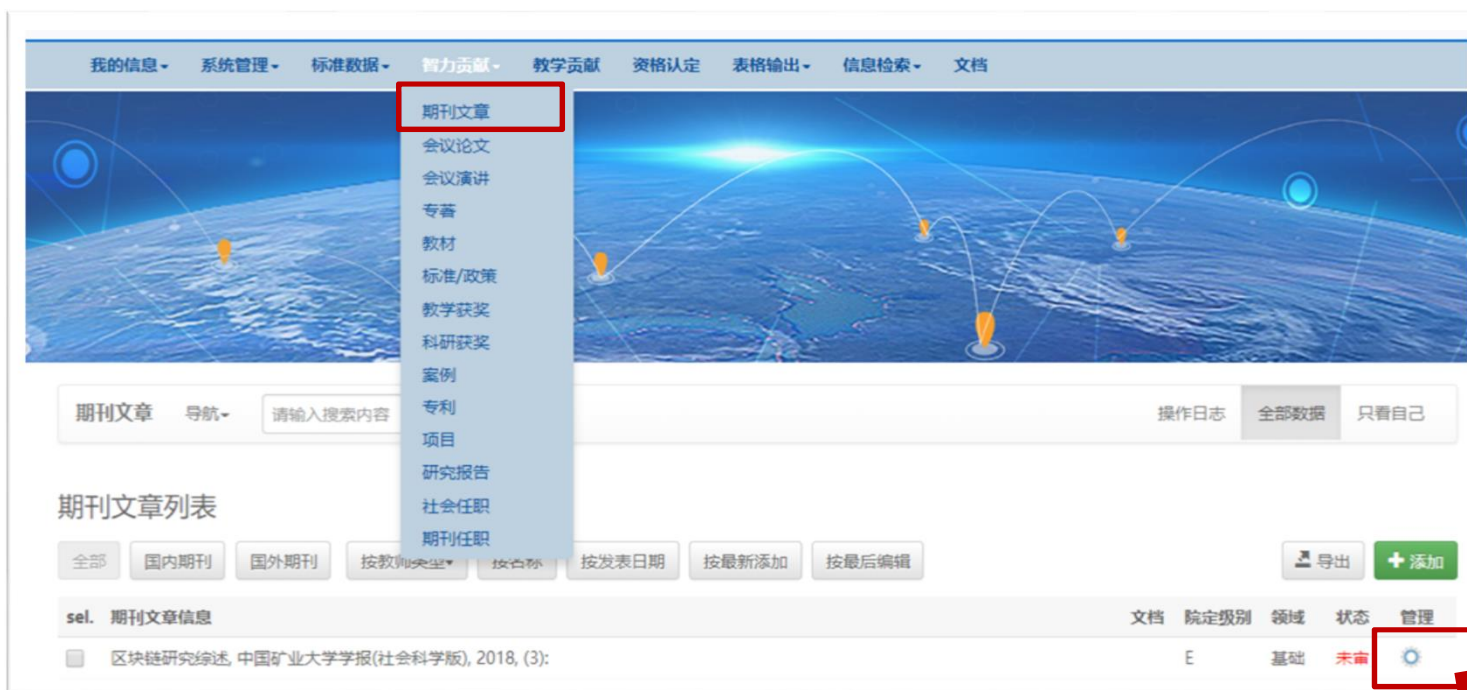 我的信息 系统管理 标准数据 智力贡献 教学贡献 资格认定 表格输出 信息检索 文档
期刊文章
会议论文
会议演讲
专著
教材
标准/政策
教学获奖
科研获奖
案例
专利
项目
研究报告
社会任职
期刊任职
期刊文章 导航 请输入搜索内容 操作日志 全部数据 只看自己
期刊文章列表
全部 国内期刊 国外期刊 按教师类型 按名称 按发表日期 按最新添加 按最后编辑 导出 添加
sel. 期刊文章信息 文档 院定级别 领域 状态 管理
区块链研究综述, 中国矿业大学学报(社会科学版), 2018, (3): E 基础 未审